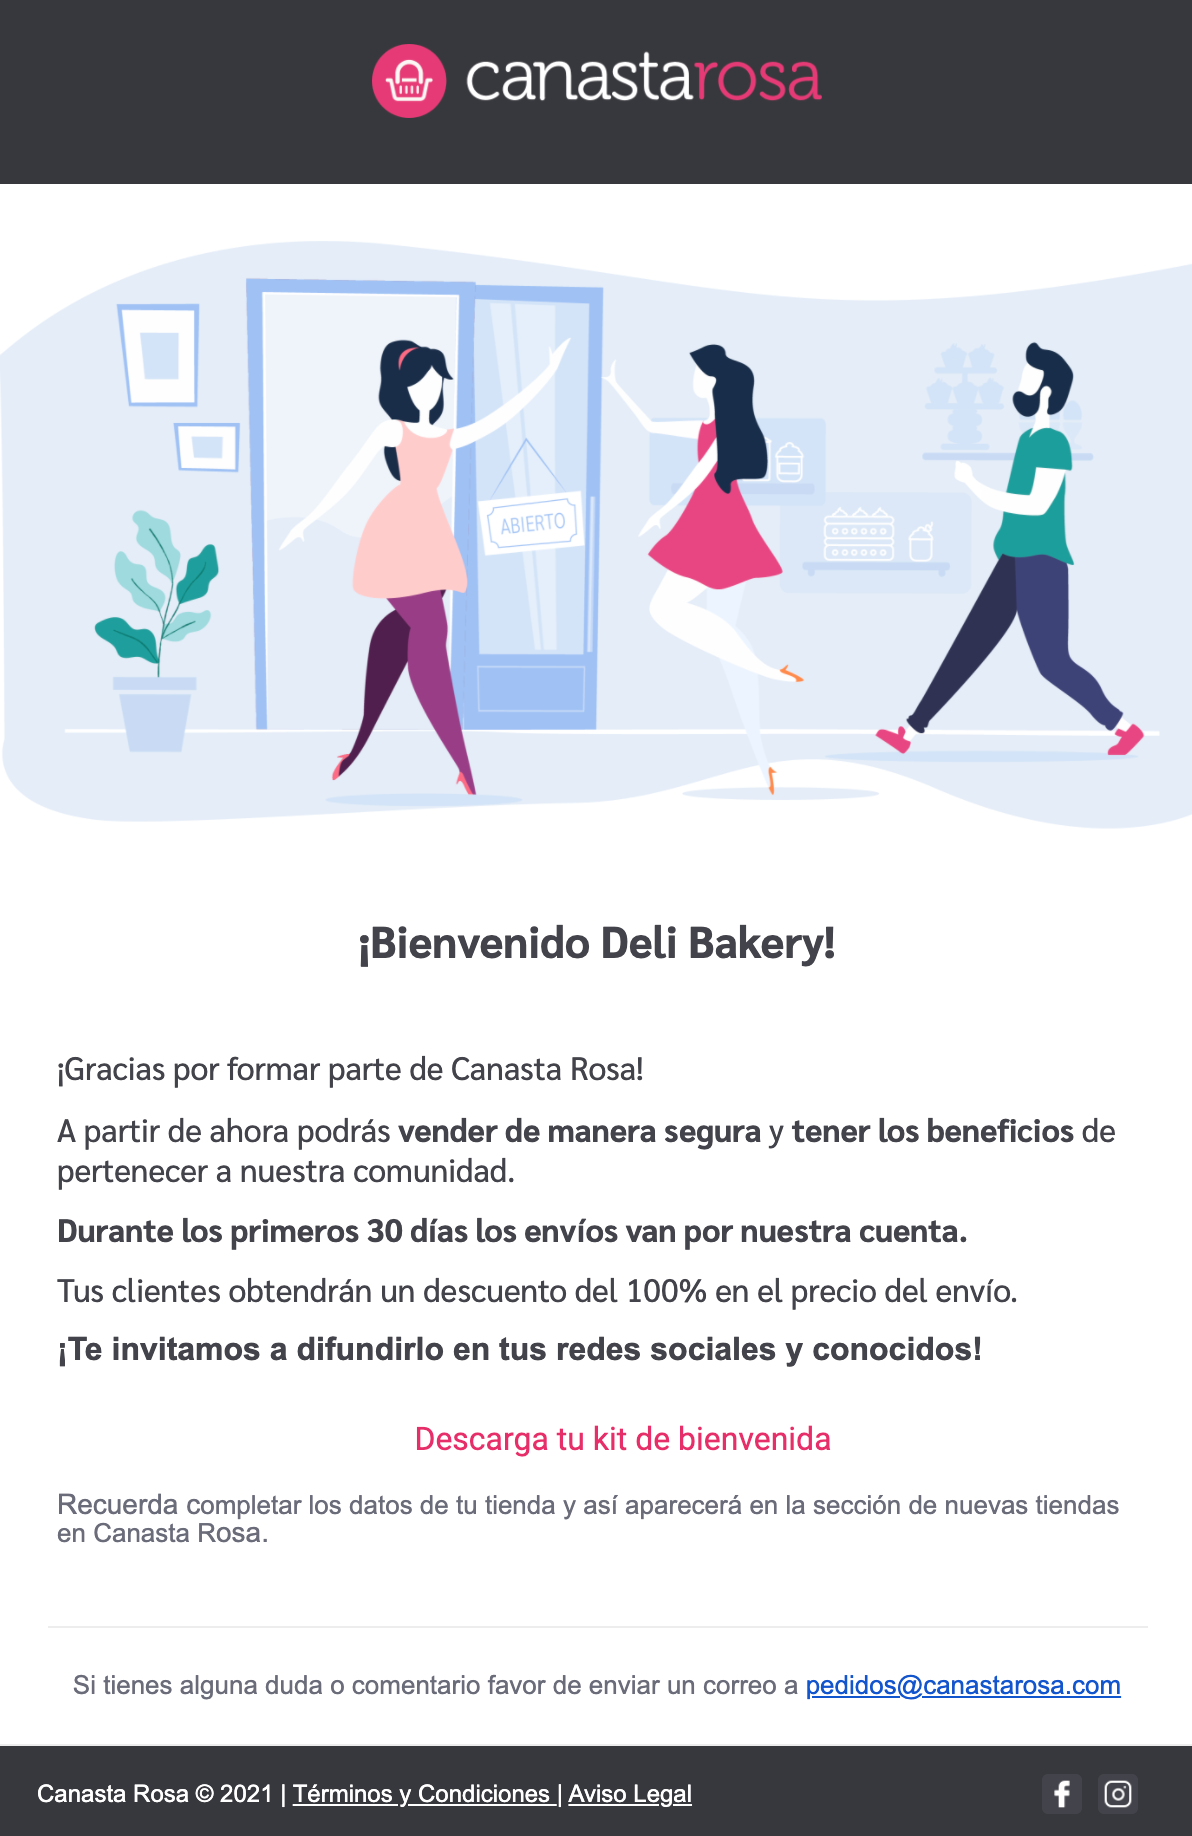 canastarosa
ABIERTO
¡Bienvenido Deli Bakery!
¡Gracias por formar parte de Canasta Rosa!
A partir de ahora podrás vender de manera segura y tener los beneficios de
pertenecer a nuestra comunidad.
Durante los primeros 30 días los envíos van por nuestra cuenta.
Tus clientes obtendrán un descuento del 100% en el precio del envío.
¡Te invitamos a difundirlo en tus redes sociales y conocidos!
Descarga tu kit de bienvenida
Recuerda completar los datos de tu tienda y así aparecerá en la sección de nuevas tiendas
en Canasta Rosa.
Si tienes alguna duda o comentario favor de enviar un correo a pedidos@canastarosa.com
Canasta Rosa © 2021 | Términos y Condiciones | Aviso Legal